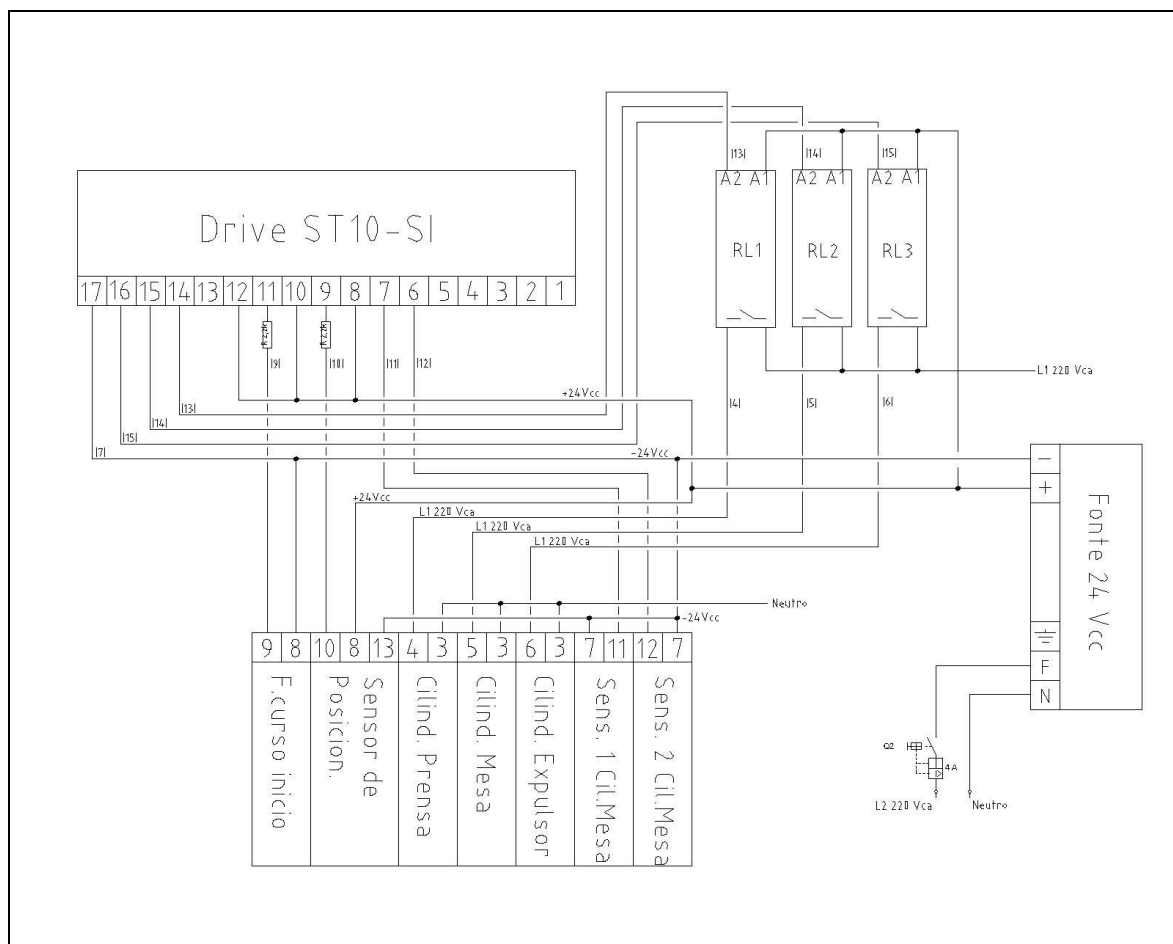 |13|
|14|
|15|
A2 A1
A2 A1
A2 A1
Drive ST10-SI
RL1
RL2
RL3
17 16 15 14 13 12 11 10 9 8 7 6 5 4 3 2 1
R 2,2K
R 2,2K
|9|
|10|
|11|
|12|
L1 220 Vca
+24Vcc
|4|
|5|
|6|
|13|
|14|
|15|
|7|
-24Vcc
-
+
+24Vcc
L1 220 Vca
L1 220 Vca
L1 220 Vca
Fonte 24 Vcc
Neutro
-24Vcc
9 8 10 8 13 4 3 5 3 6 3 7 11 12 7
F
N
F.curso inicio
Sensor de
Posicion.
Cilind. Prensa
Cilind. Mesa
Cilind. Expulsor
Sens. 1 Cil.Mesa
Sens. 2 Cil.Mesa
Q2
4A
L2 220 Vca
Neutro